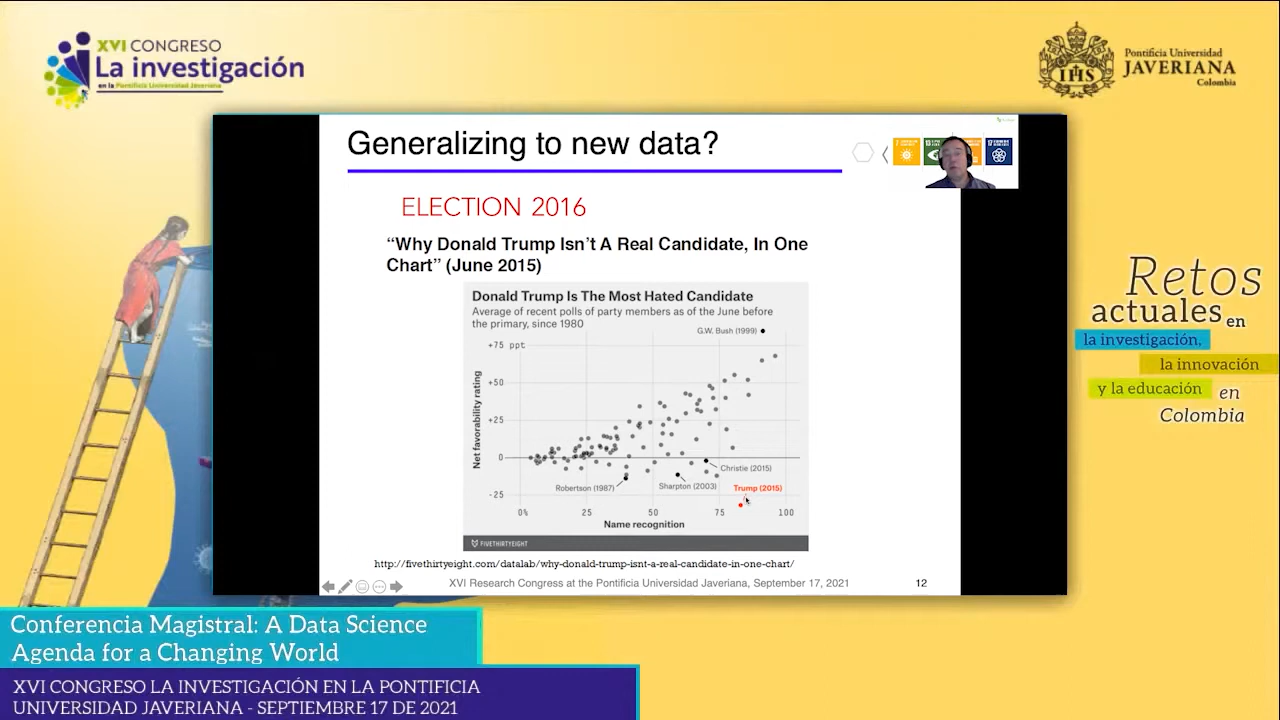 XVI CONGRESO
La investigación
en la Pontificia Universidad Javeriana
Pontificia Universidad
JAVERIANA
Colombia
IHS
Generalizing to new data?
ELECTION 2016
“Why Donald Trump Isn’t A Real Candidate, In One
Chart” (June 2015)
Donald Trump Is The Most Hated Candidate
Average of recent polls of party members as of the June before
the primary, since 1980
G.W. Bush (1999)
+75 ppt
+50
+25
0
-25
Net favorability rating
Christie (2015)
Robertson (1987)
Sharpton (2003)
Trump (2015)
0%
25
50
75
100
Name recognition
FIVETHIRTYEIGHT
http://fivethirtyeight.com/datalab/why-donald-trump-isnt-a-real-candidate-in-one-chart/
XVI Research Congress at the Pontificia Universidad Javeriana, September 17, 2021
12
Retos
actuales en
la investigación,
la innovación
y la educación en
Colombia
Conferencia Magistral: A Data Science
Agenda for a Changing World
XVI CONGRESO LA INVESTIGACIÓN EN LA PONTIFICIA
UNIVERSIDAD JAVERIANA - SEPTIEMBRE 17 DE 2021